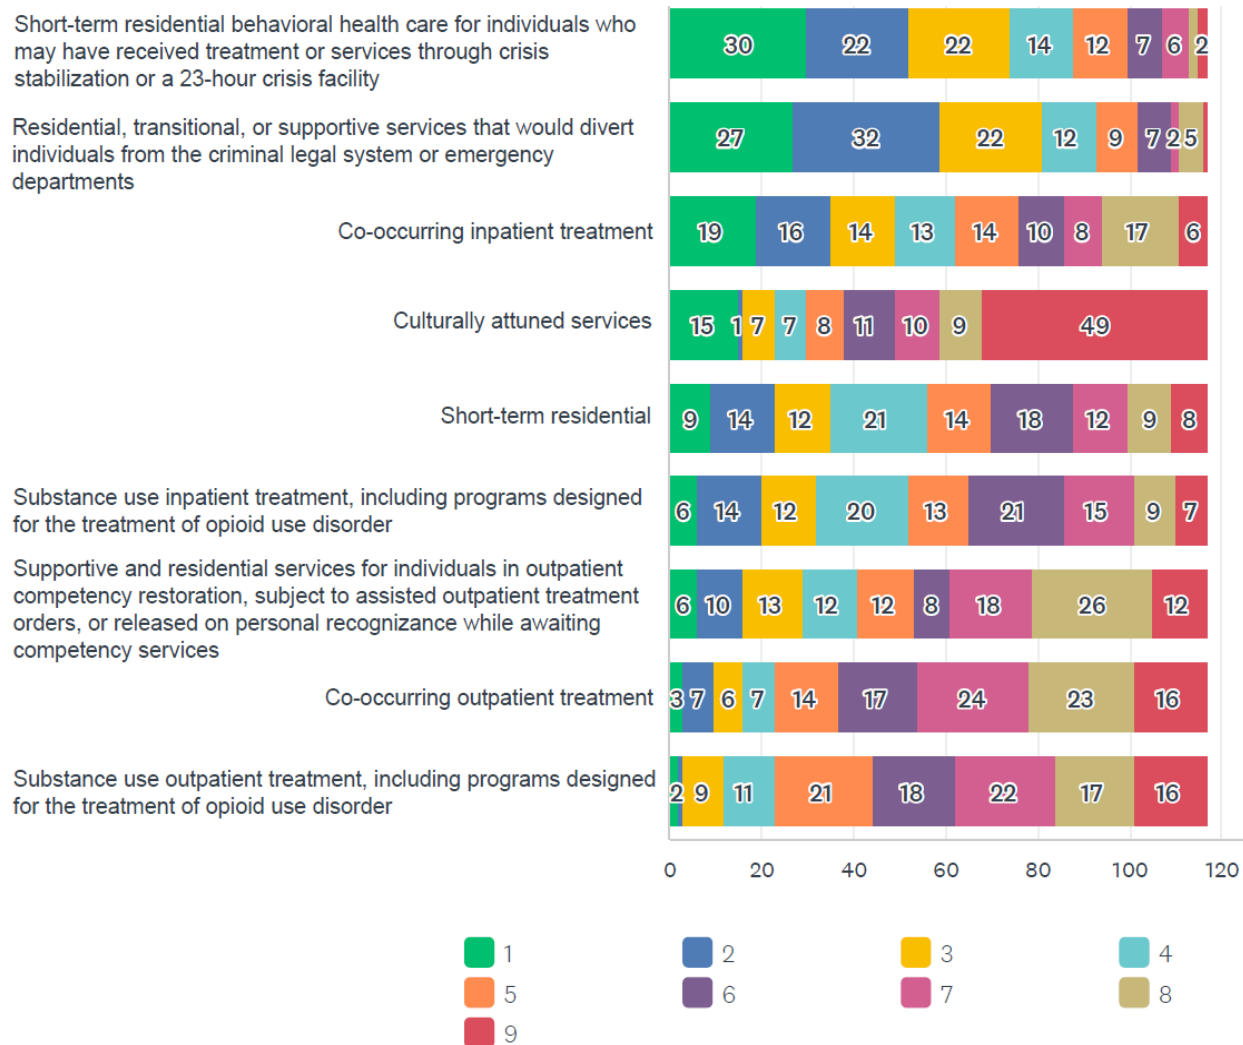 Short-term residential behavioral health care for individuals who
may have received treatment or services through crisis
stabilization or a 23-hour crisis facility
30 22 22 14 12 7 6 2
Residential, transitional, or supportive services that would divert
individuals from the criminal legal system or emergency
departments
27 32 22 12 9 7 2 5
Co-occurring inpatient treatment
19 16 14 13 14 10 8 17 6
Culturally attuned services
15 1 7 7 8 11 10 9 49
Short-term residential
9 14 12 21 14 18 12 9 8
Substance use inpatient treatment, including programs designed
for the treatment of opioid use disorder
6 14 12 20 13 21 15 9 7
Supportive and residential services for individuals in outpatient
competency restoration, subject to assisted outpatient treatment
orders, or released on personal recognizance while awaiting
competency services
6 10 13 12 12 8 18 26 12
Co-occurring outpatient treatment
3 7 6 7 14 17 24 23 16
Substance use outpatient treatment, including programs designed
for the treatment of opioid use disorder
2 9 11 21 18 22 17 16
0 20 40 60 80 100 120
1 2 3 4
5 6 7 8
9